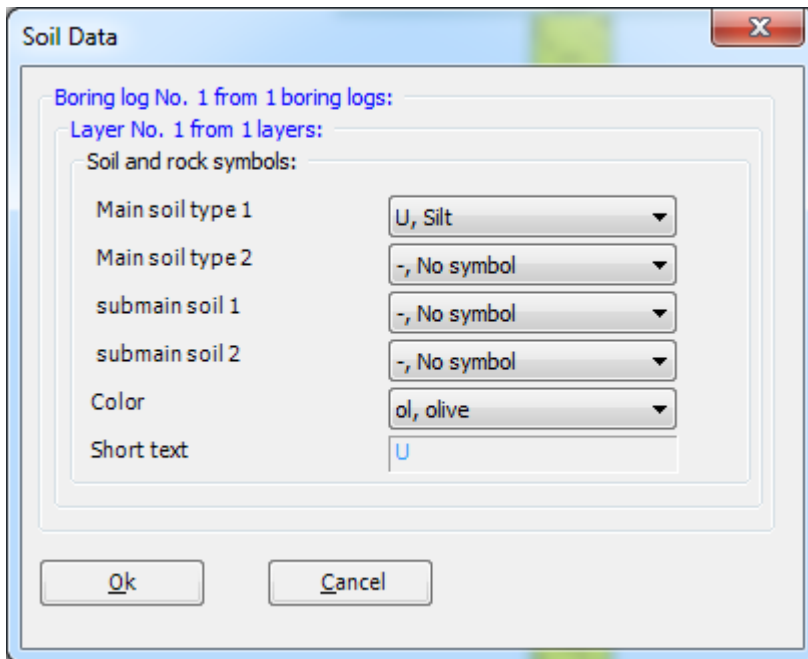 Soil Data
Boring log No. 1 from 1 boring logs:
Layer No. 1 from 1 layers:
Soil and rock symbols:
Main soil type 1 U, Silt
Main soil type 2 -, No symbol
submain soil 1 -, No symbol
submain soil 2 -, No symbol
Color ol, olive
Short text U
Ok Cancel